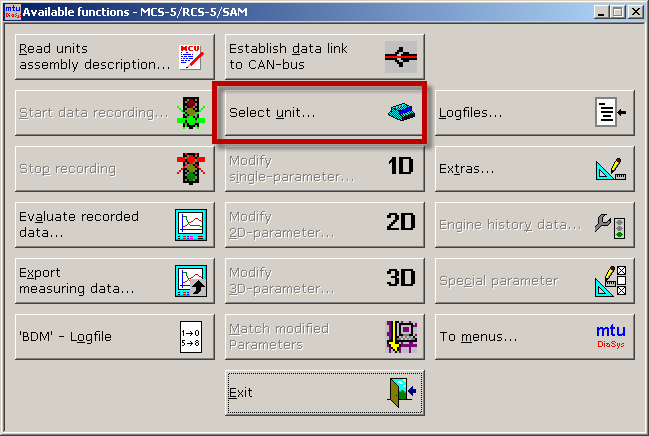 mtu
DiaSys
Available functions - MCS-5/RCS-5/SAM
Read units
assembly description...
MCU
Establish data link
to CAN-bus
Start data recording...
Select unit...
Logfiles...
Stop recording
Modify
single-parameter...
1D
Extras...
Evaluate recorded
data...
Modify
2D-parameter...
2D
Engine history data...
Export
measuring data...
Modify
3D-parameter...
3D
Special parameter
'BDM' - Logfile
1→0
5→8
Match modified
Parameters
To menus...
mtu
DiaSys
Exit